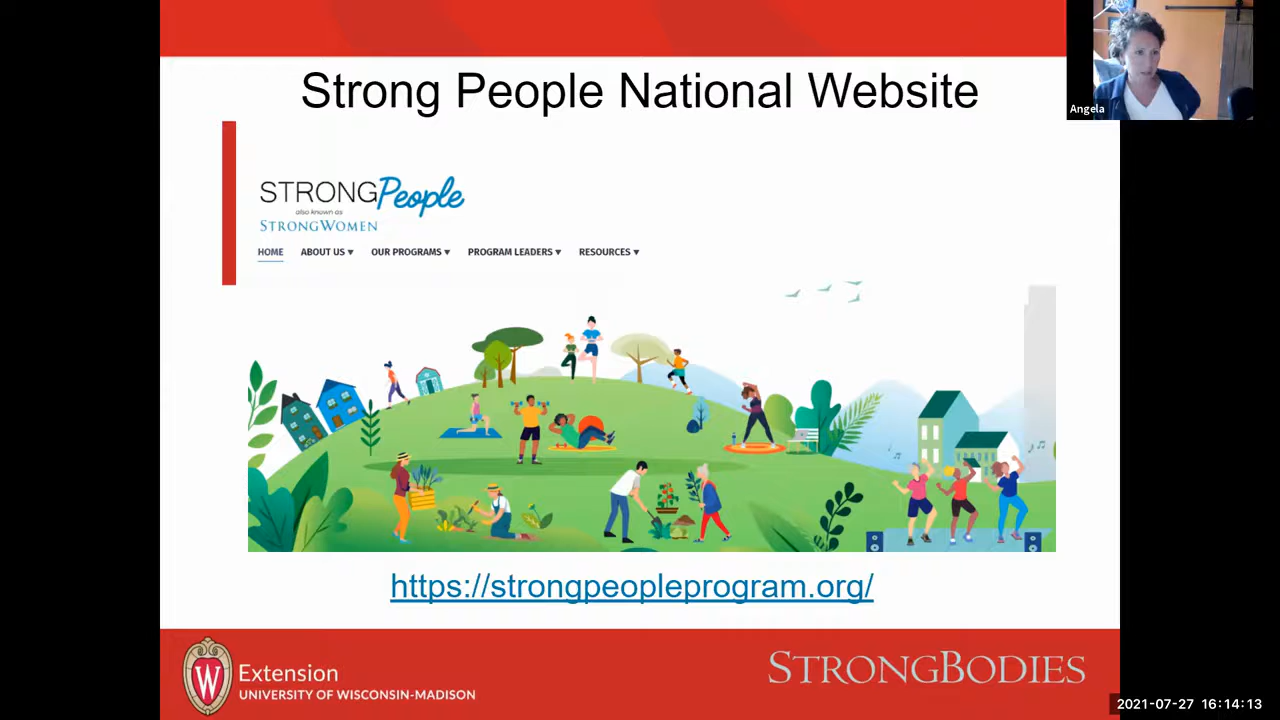 Strong People National Website
Angela
STRONGPeople
also known as
STRONGWOMEN
HOME ABOUT US ▾ OUR PROGRAMS ▾ PROGRAM LEADERS ▾ RESOURCES ▾
https://strongpeopleprogram.org/
W
Extension
UNIVERSITY OF WISCONSIN-MADISON
STRONGBODIES
2021-07-27 16:14:13